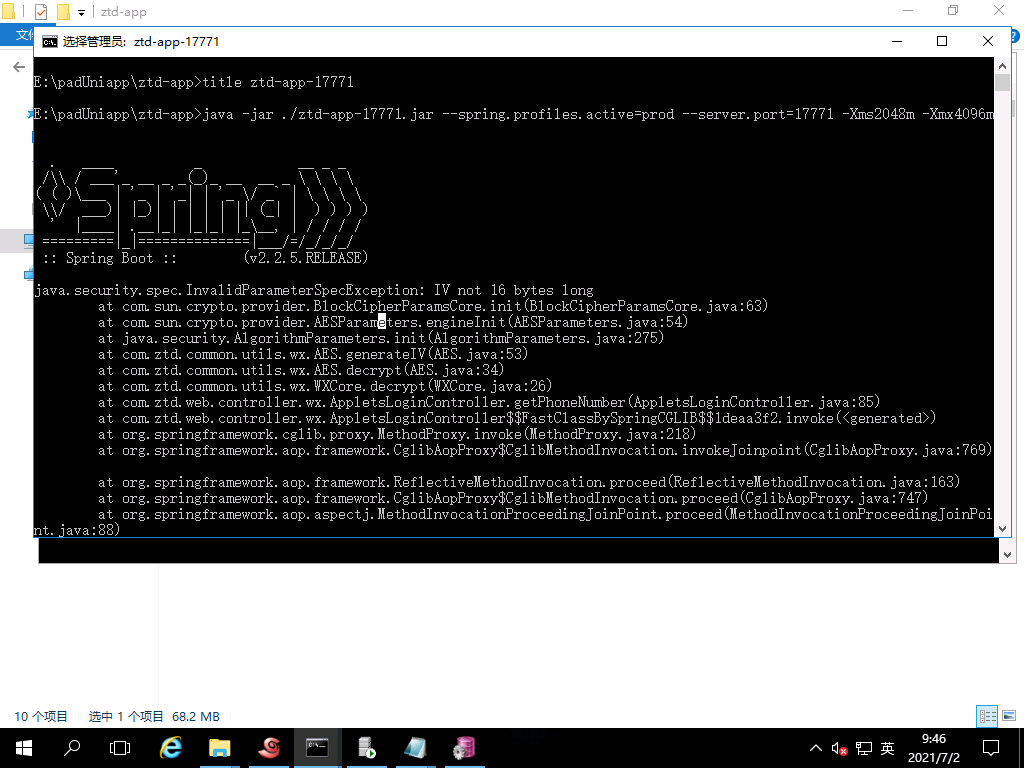 ztd-app
文件
选择管理员: ztd-app-17771
E:\padUniapp\ztd-app>title ztd-app-17771
E:\padUniapp\ztd-app>java -jar ./ztd-app-17771.jar --spring.profiles.active=prod --server.port=17771 -Xms2048m -Xmx4096m
:: Spring Boot :: (v2.2.5.RELEASE)
java.security.spec.InvalidParameterSpecException: IV not 16 bytes long
at com.sun.crypto.provider.BlockCipherParamsCore.init(BlockCipherParamsCore.java:63)
at com.sun.crypto.provider.AESParameters.engineInit(AESParameters.java:54)
at java.security.AlgorithmParameters.init(AlgorithmParameters.java:275)
at com.ztd.common.utils.wx.AES.generateIV(AES.java:53)
at com.ztd.common.utils.wx.AES.decrypt(AES.java:34)
at com.ztd.common.utils.wx.WXCore.decrypt(WXCore.java:26)
at com.ztd.web.controller.wx.AppletsLoginController.getPhoneNumber(AppletsLoginController.java:85)
at com.ztd.web.controller.wx.AppletsLoginController$$FastClassBySpringCGLIB$$1deaa3f2.invoke(<generated>)
at org.springframework.cglib.proxy.MethodProxy.invoke(MethodProxy.java:218)
at org.springframework.aop.framework.CglibAopProxy$CglibMethodInvocation.invokeJoinpoint(CglibAopProxy.java:769)
at org.springframework.aop.framework.ReflectiveMethodInvocation.proceed(ReflectiveMethodInvocation.java:163)
at org.springframework.aop.framework.CglibAopProxy$CglibMethodInvocation.proceed(CglibAopProxy.java:747)
at org.springframework.aop.aspectj.MethodInvocationProceedingJoinPoint.proceed(MethodInvocationProceedingJoinPoi
nt.java:88)
10 个项目 选中 1 个项目 68.2 MB
英
9:46
2021/7/2